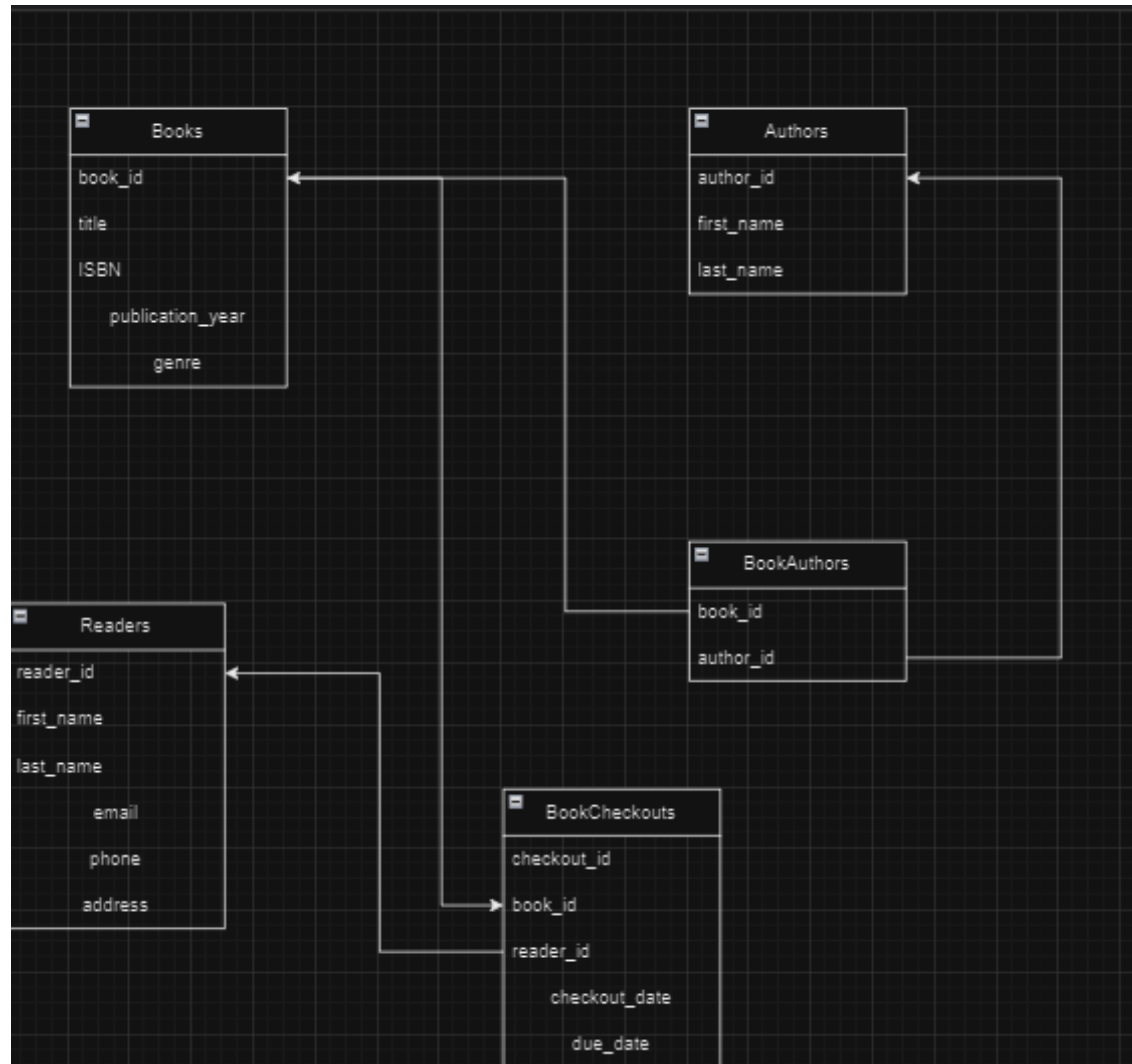 Books
book_id
title
ISBN
publication_year
genre
Authors
author_id
first_name
last_name
BookAuthors
book_id
author_id
Readers
reader_id
first_name
last_name
email
phone
address
BookCheckouts
checkout_id
book_id
reader_id
checkout_date
due_date